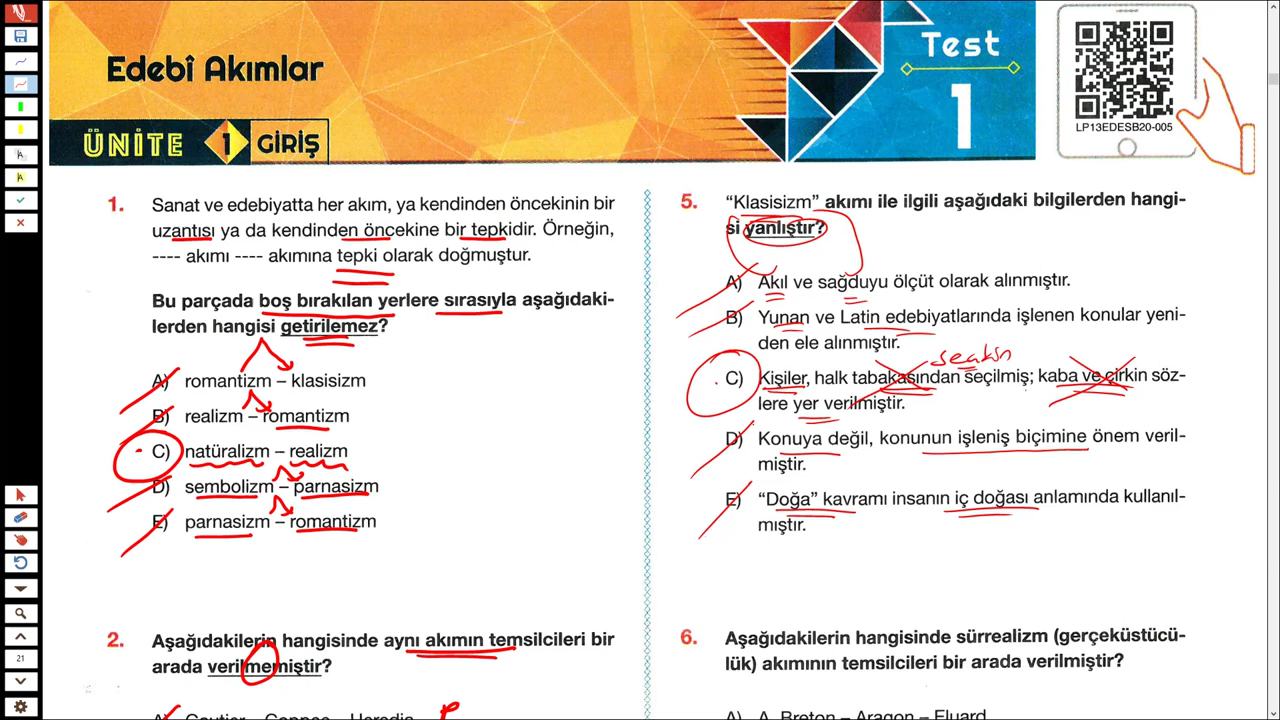 Edebî Akımlar
ÜNİTE 1 GİRİŞ
Test
1
LP13EDESB20-005
1. Sanat ve edebiyatta her akım, ya kendinden öncekinin bir
uzantısı ya da kendinden öncekine bir tepkidir. Örneğin,
---- akımı ---- akımına tepki olarak doğmuştur.
Bu parçada boş bırakılan yerlere sırasıyla aşağıdaki-
lerden hangisi getirilemez?
A) romantizm – klasisizm
B) realizm – romantizm
C) natüralizm – realizm
D) sembolizm – parnasizm
E) parnasizm – romantizm
2. Aşağıdakilerin hangisinde aynı akımın temsilcileri bir
arada verilmemiştir?
A) Gautier – Coppee – Heredia
5. “Klasisizm” akımı ile ilgili aşağıdaki bilgilerden hangi-
si yanlıştır?
A) Akıl ve sağduyu ölçüt olarak alınmıştır.
B) Yunan ve Latin edebiyatlarında işlenen konular yeni-
den ele alınmıştır.
seçkin
C) Kişiler, halk tabakasından seçilmiş; kaba ve çirkin söz-
lere yer verilmiştir.
D) Konuya değil, konunun işleniş biçimine önem veril-
miştir.
E) “Doğa” kavramı insanın iç doğası anlamında kullanıl-
mıştır.
6. Aşağıdakilerin hangisinde sürrealizm (gerçeküstücü-
lük) akımının temsilcileri bir arada verilmiştir?
A) A. Breton – Aragon – Eluard
21